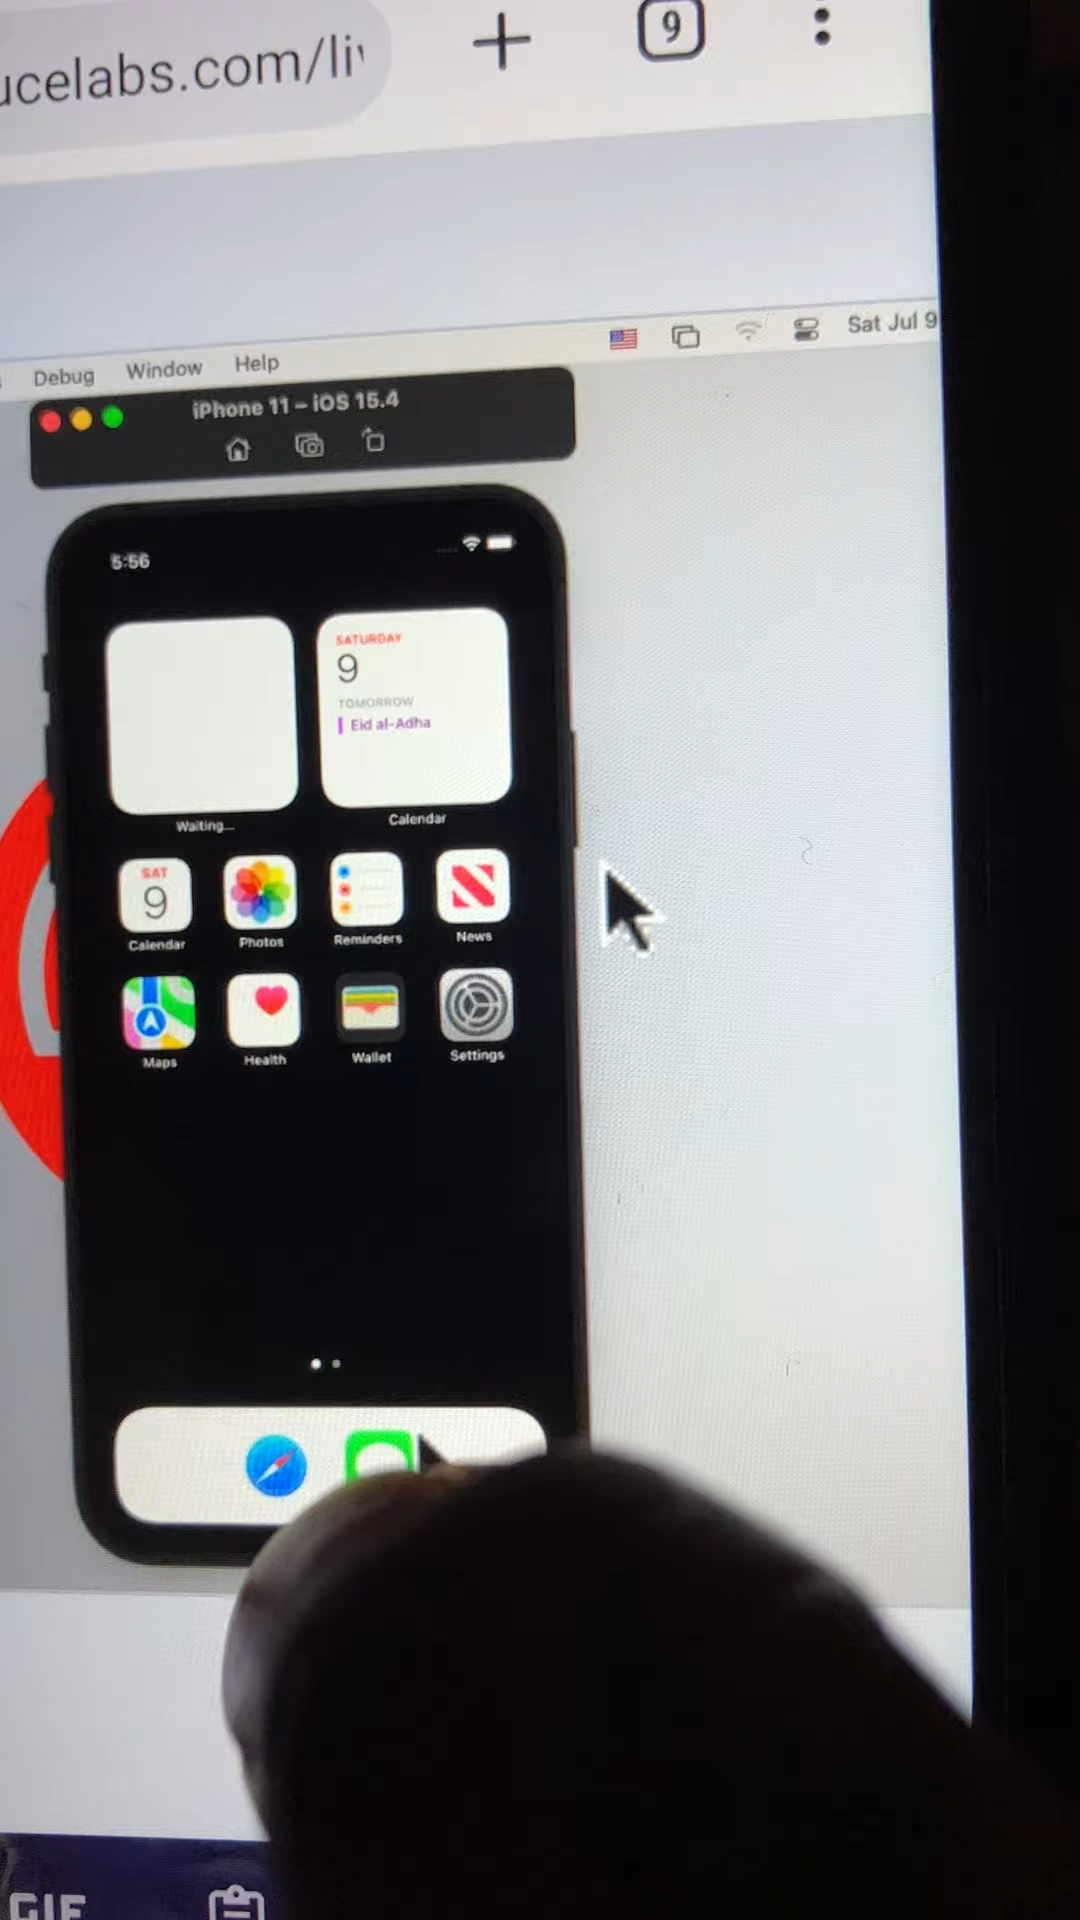 ucelabs.com/li
9
Sat Jul 9
Debug Window Help
iPhone 11 – iOS 15.4
5:56
SATURDAY
9
TOMORROW
Eid al-Adha
Waiting...
Calendar
SAT
9
Calendar
Photos
Reminders
News
Maps
Health
Wallet
Settings
GIF